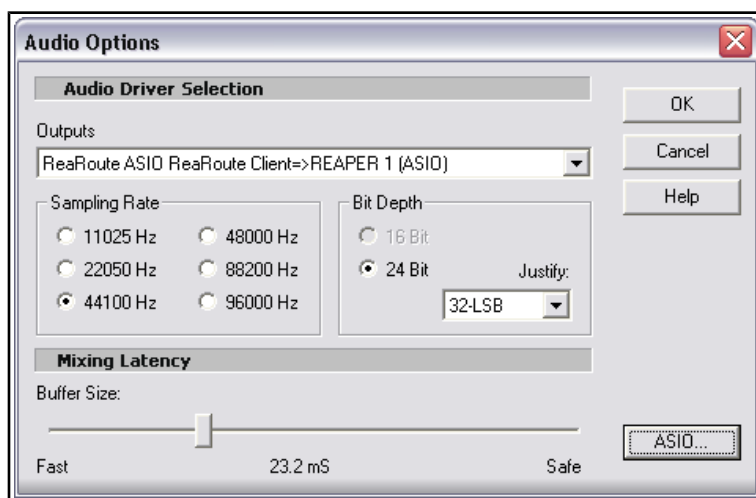 Audio Options
Audio Driver Selection
OK
Outputs
ReaRoute ASIO ReaRoute Client=>REAPER 1 (ASIO)
Cancel
Help
Sampling Rate
Bit Depth
11025 Hz
48000 Hz
16 Bit
22050 Hz
88200 Hz
24 Bit
Justify:
44100 Hz
96000 Hz
32-LSB
Mixing Latency
Buffer Size:
ASIO...
Fast
23.2 mS
Safe